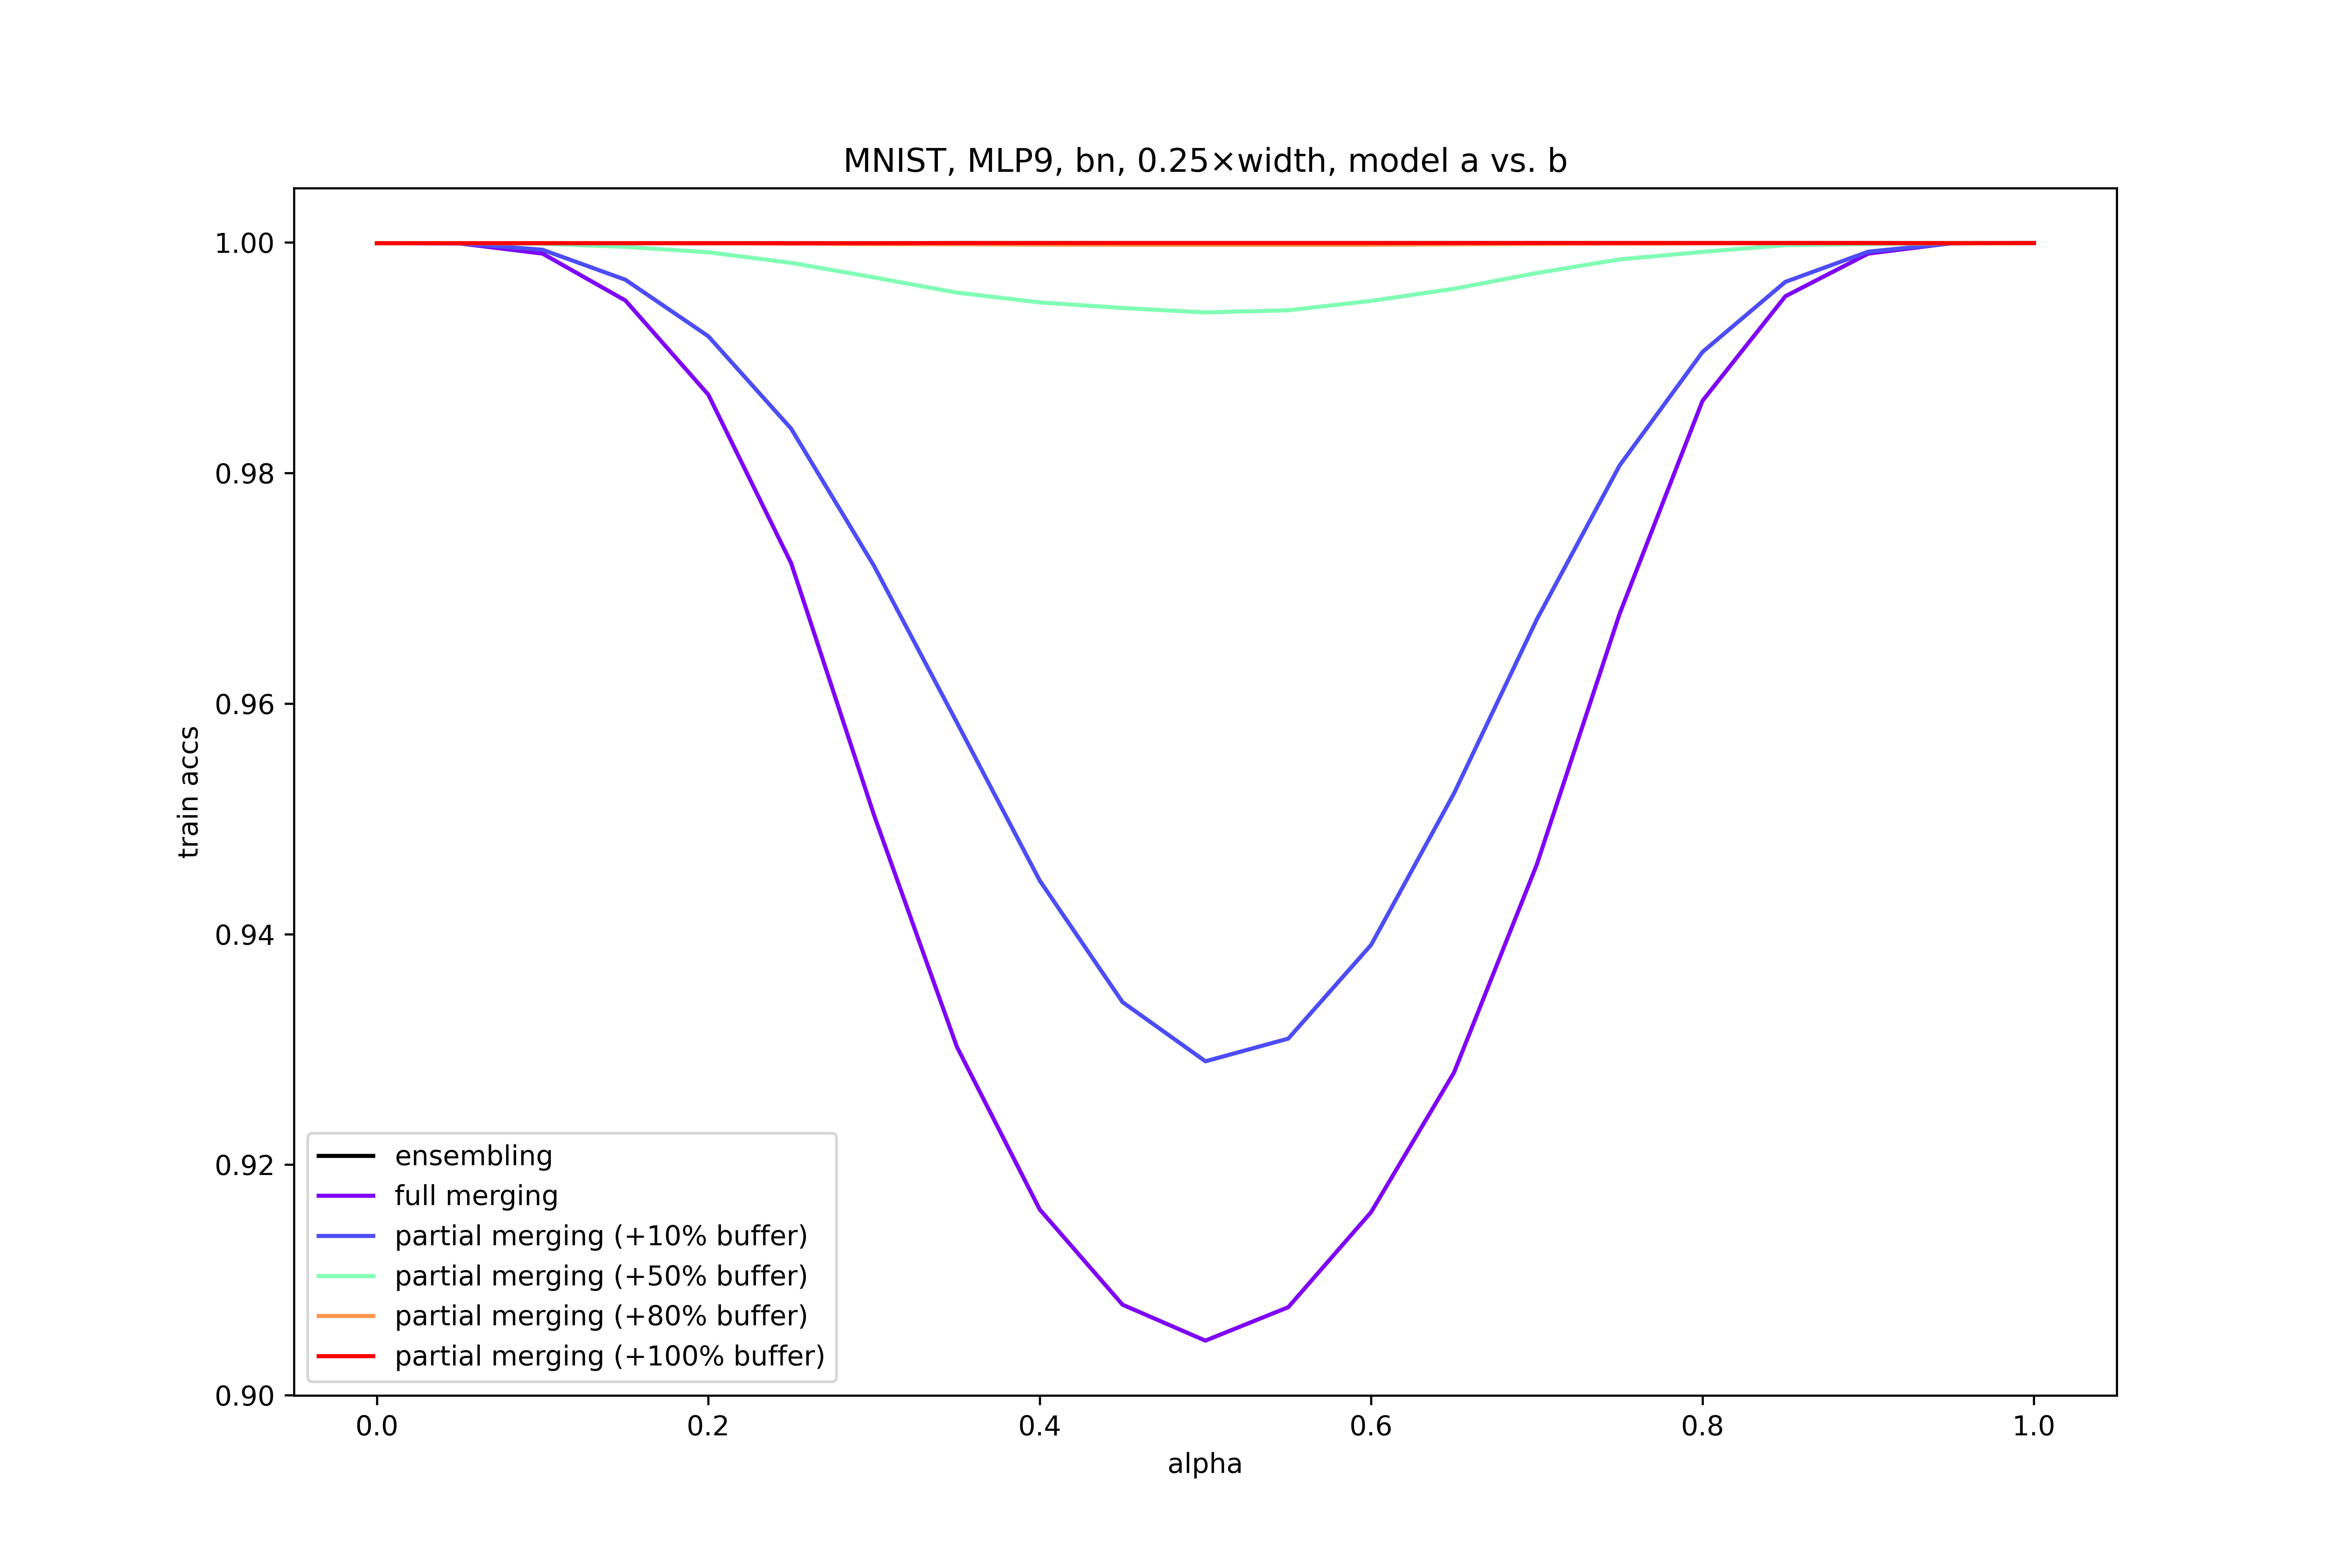 MNIST, MLP9, bn, 0.25×width, model a vs. b
1.00
0.98
0.96
0.94
0.92
0.90
train accs
ensembling
full merging
partial merging (+10% buffer)
partial merging (+50% buffer)
partial merging (+80% buffer)
partial merging (+100% buffer)
0.0 0.2 0.4 0.6 0.8 1.0
alpha